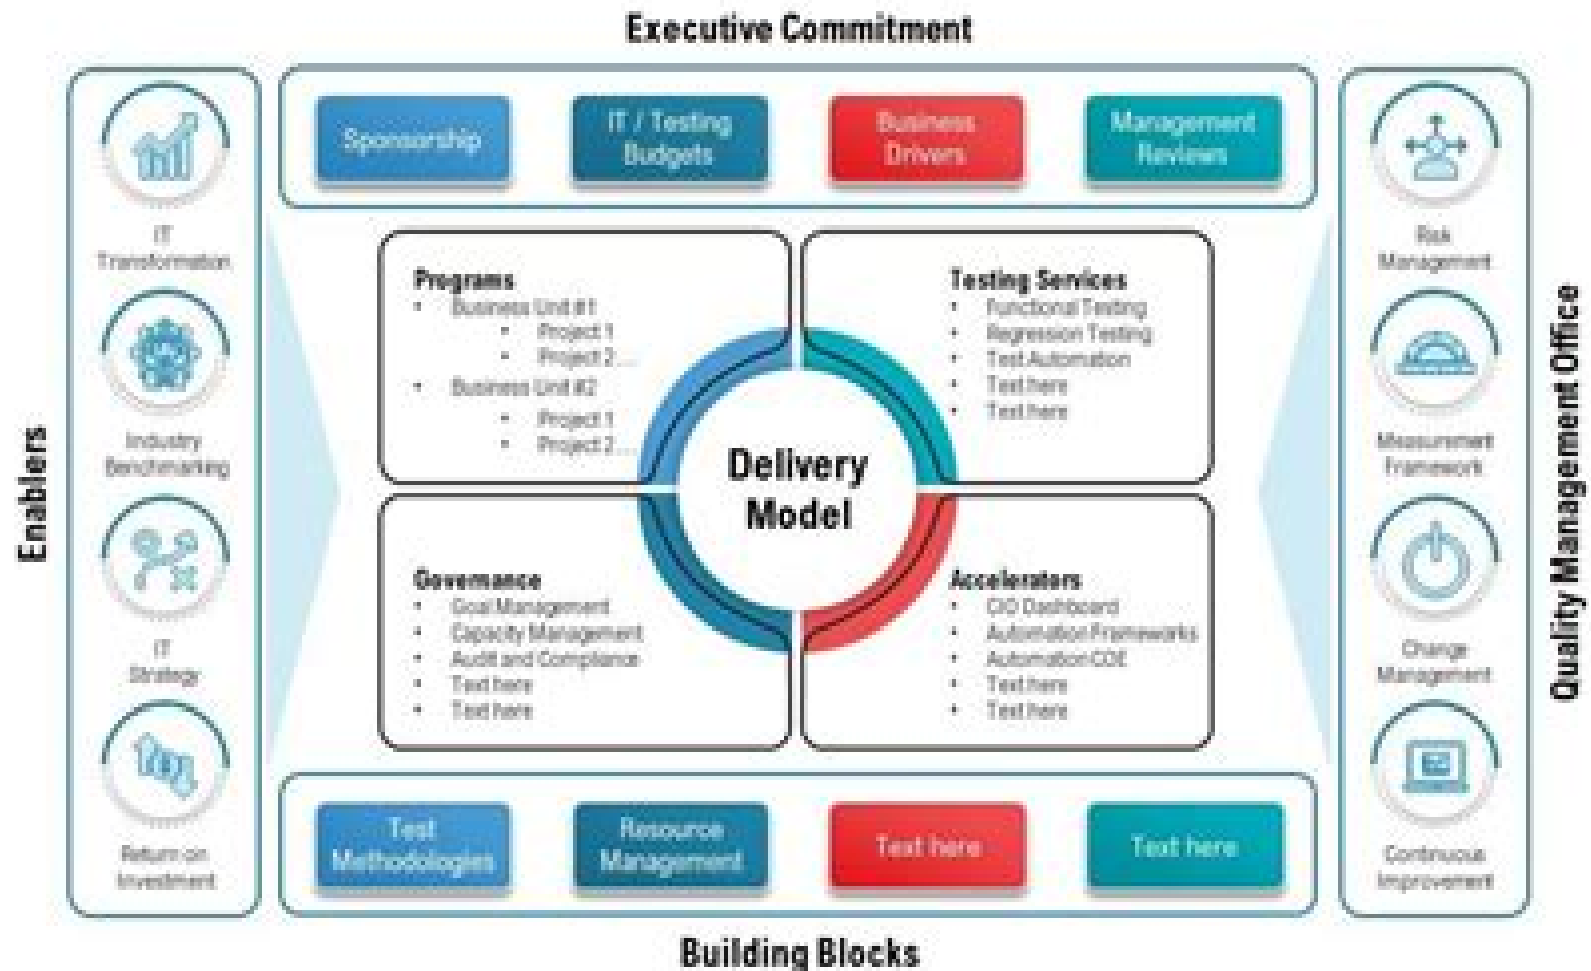 Executive Commitment
Sponsorship
IT / Testing
Budgets
Business
Drivers
Management
Reviews
Enablers
IT
Transformation
Industry
Benchmarking
IT
Strategy
Return on
Investment
Programs
• Business Unit #1
• Project 1
• Project 2...
• Business Unit #2
• Project 1
• Project 2...
Testing Services
• Functional Testing
• Regression Testing
• Test Automation
• Text here
• Text here
Delivery
Model
Governance
• Goal Management
• Capacity Management
• Audit and Compliance
• Text here
• Text here
Accelerators
• CIO Dashboard
• Automation Frameworks
• Automation COE
• Text here
• Text here
Quality Management Office
Risk
Management
Measurement
Framework
Change
Management
Continuous
Improvement
Test
Methodologies
Resource
Management
Text here
Text here
Building Blocks